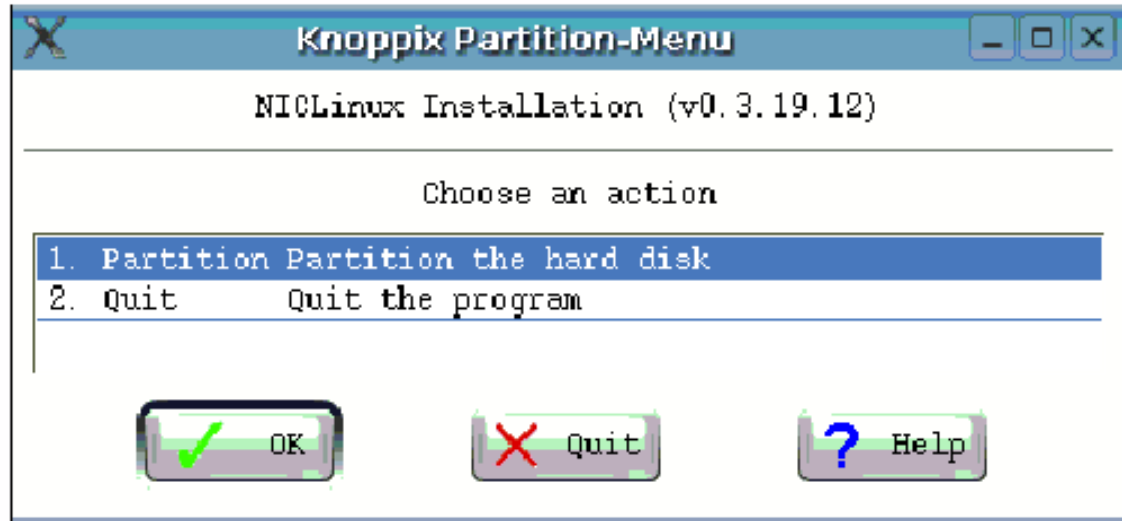 Knoppix Partition-Menu
NICLinux Installation (v0.3.19.12)
Choose an action
1. Partition Partition the hard disk
2. Quit Quit the program
OK Quit Help